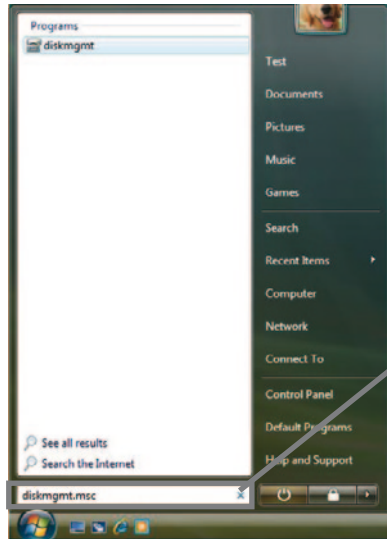 Programs
diskmgmt
See all results
Search the Internet
diskmgmt.msc
Test
Documents
Pictures
Music
Games
Search
Recent Items
Computer
Network
Connect To
Control Panel
Default Programs
Help and Support